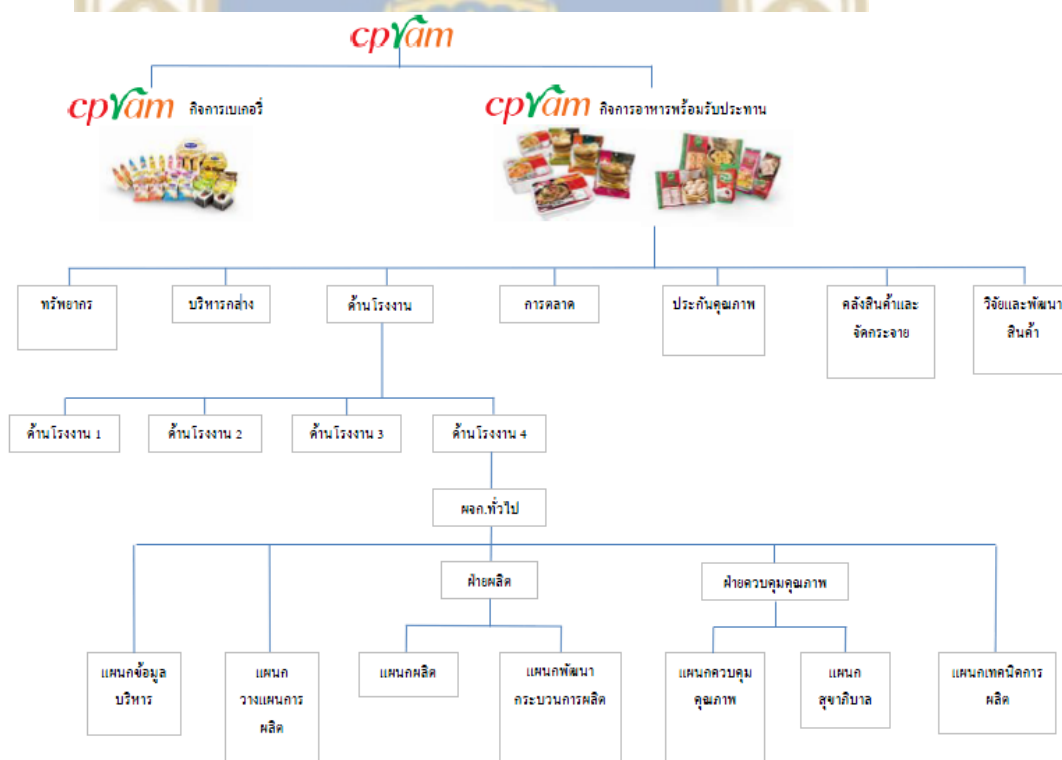 cpram
cpram กิจการเบเกอรี่
cpram กิจการอาหารพร้อมรับประทาน
ทรัพยากร
บริหารกล่าง
ด้านโรงงาน
การตลาด
ประกันคุณภาพ
คลังสินค้าและ
จัดกระจาย
วิจัยและพัฒนา
สินค้า
ด้านโรงงาน 1
ด้านโรงงาน 2
ด้านโรงงาน 3
ด้านโรงงาน 4
ผจก.ทั่วไป
ฝ่ายผลิต
ฝ่ายควบคุมคุณภาพ
แผนกข้อมูล
บริหาร
แผนก
วางแผนการ
ผลิต
แผนกผลิต
แผนกพัฒนา
กระบวนการผลิต
แผนกควบคุม
คุณภาพ
แผนก
สุขาภิบาล
แผนกเทคนิคการ
ผลิต